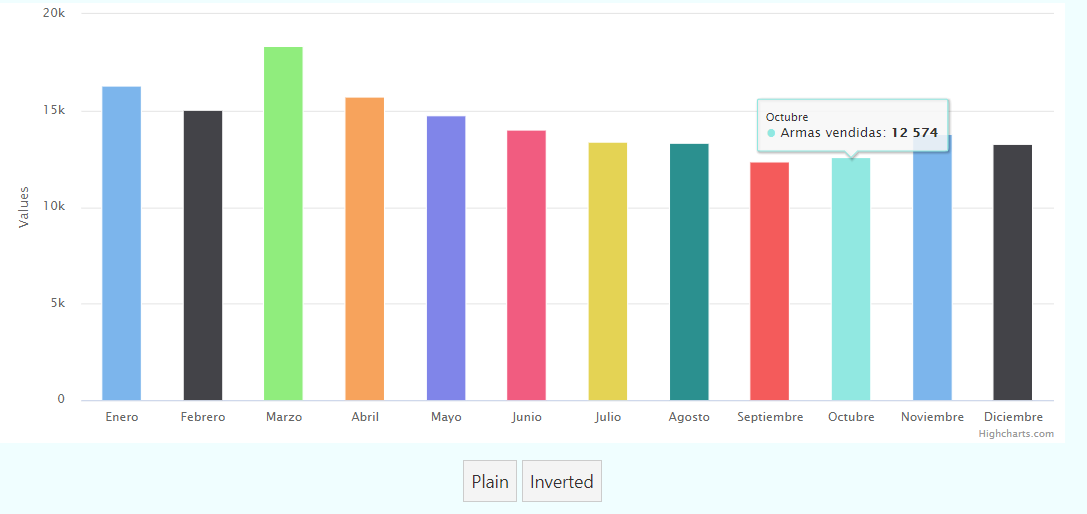 20k
15k
10k
5k
0
Values
Octubre
Armas vendidas: 12 574
Enero Febrero Marzo Abril Mayo Junio Julio Agosto Septiembre Octubre Noviembre Diciembre
Highcharts.com
Plain Inverted